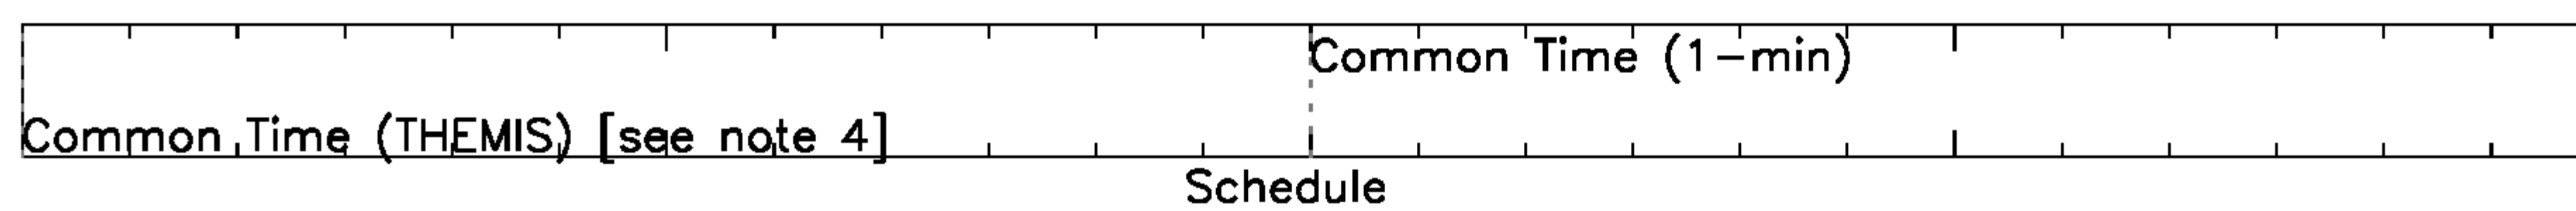 Common Time (1-min)
Common Time (THEMIS) [see note 4]
Schedule